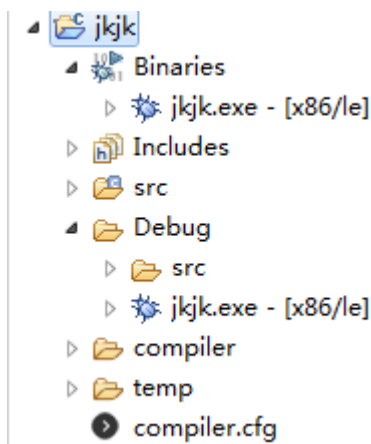 jkjk
Binaries
jkjk.exe - [x86/le]
Includes
src
Debug
src
jkjk.exe - [x86/le]
compiler
temp
compiler.cfg